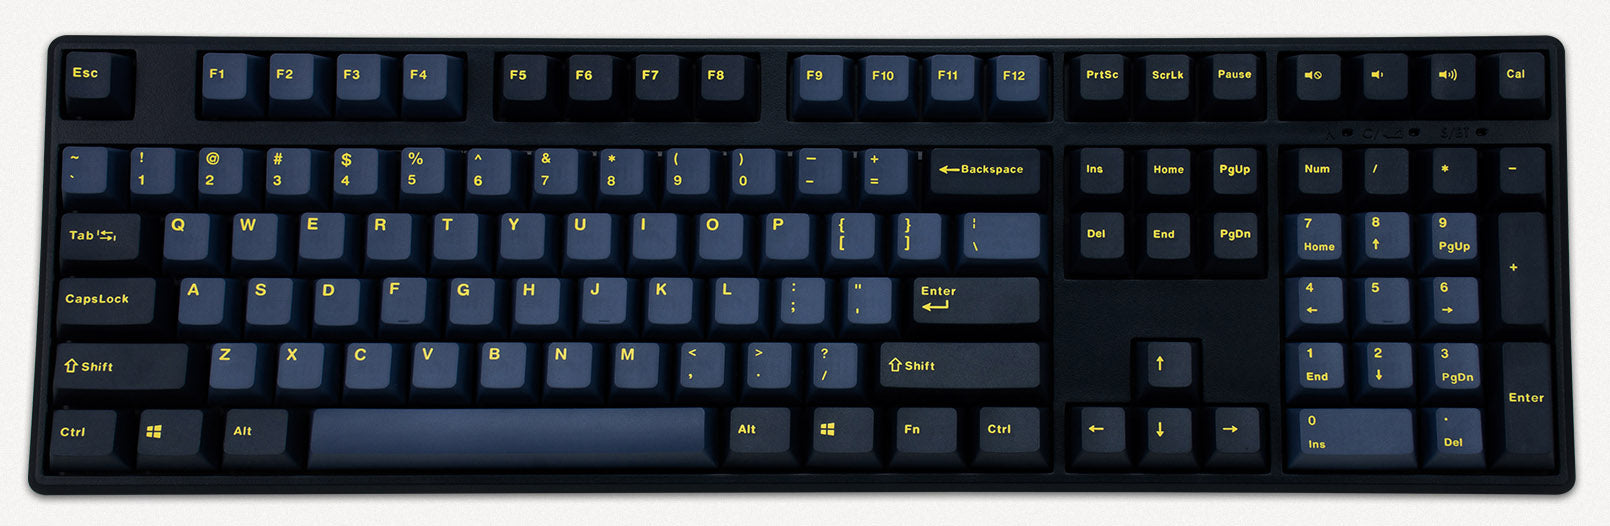 Esc F1 F2 F3 F4 F5 F6 F7 F8 F9 F10 F11 F12 PrtSc ScrLk Pause Cal
A C/ S/BT
~ ! @ # $ % ^ & * ( ) — +
` 1 2 3 4 5 6 7 8 9 0 – = ←Backspace Ins Home PgUp Num / * –
Tab Q W E R T Y U I O P { } ¦ 7 8 9
[ ] \ Del End PgDn Home ↑ PgUp +
CapsLock A S D F G H J K L : " Enter 4 5 6
; ' ← →
⇧Shift Z X C V B N M < > ? ⇧Shift ↑ 1 2 3
, . / End ↓ PgDn Enter
Ctrl Alt Alt Fn Ctrl ← ↓ → 0 .
Ins Del